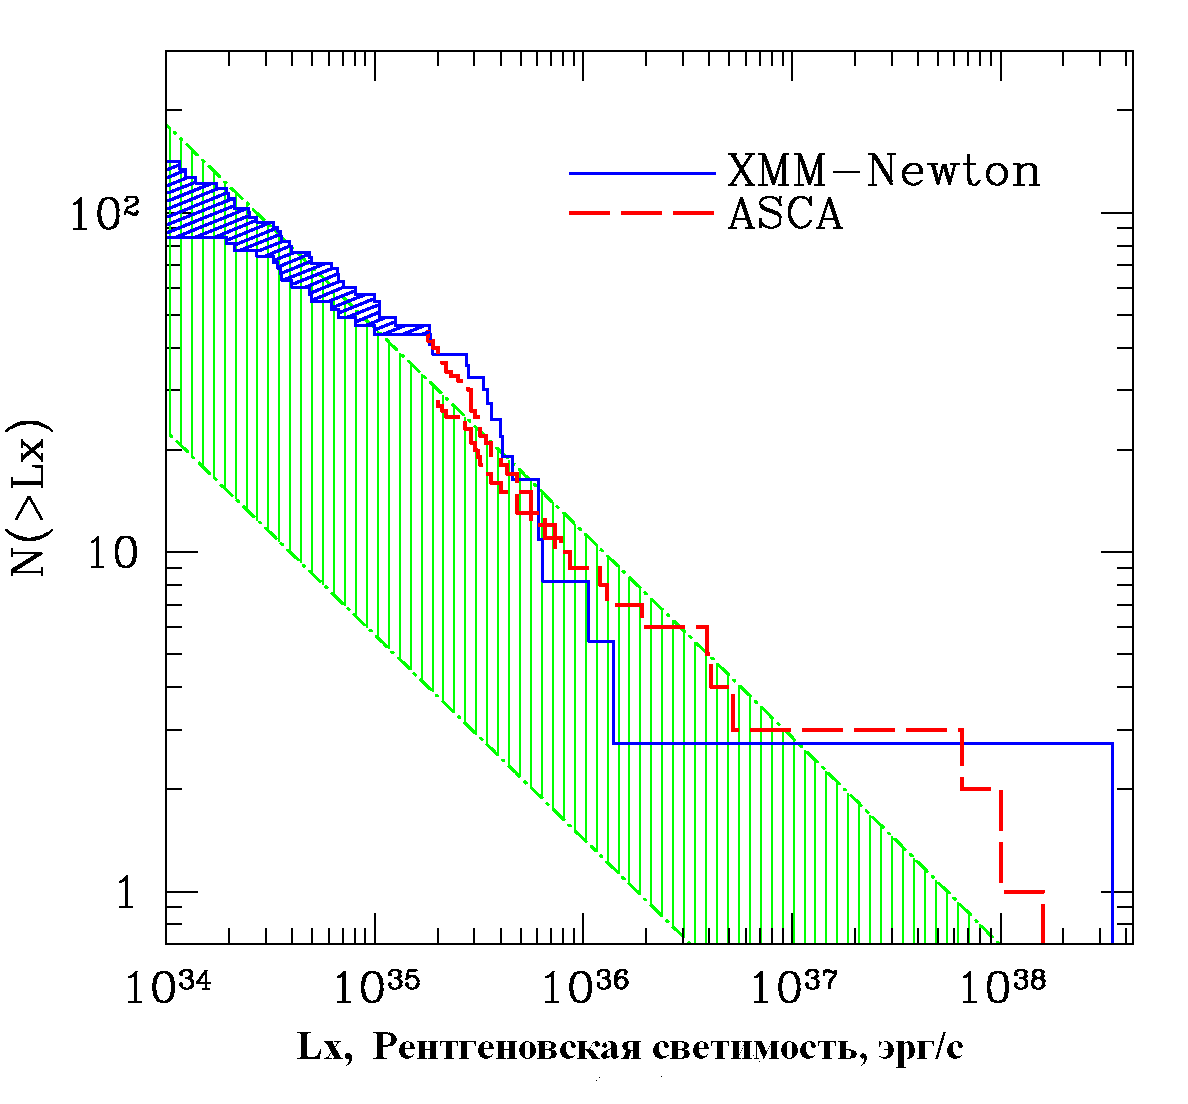 XMM-Newton
ASCA
N(>Lx)
10²
10
1
10³⁴ 10³⁵ 10³⁶ 10³⁷ 10³⁸
Lx, Рентгеновская светимость, эрг/с